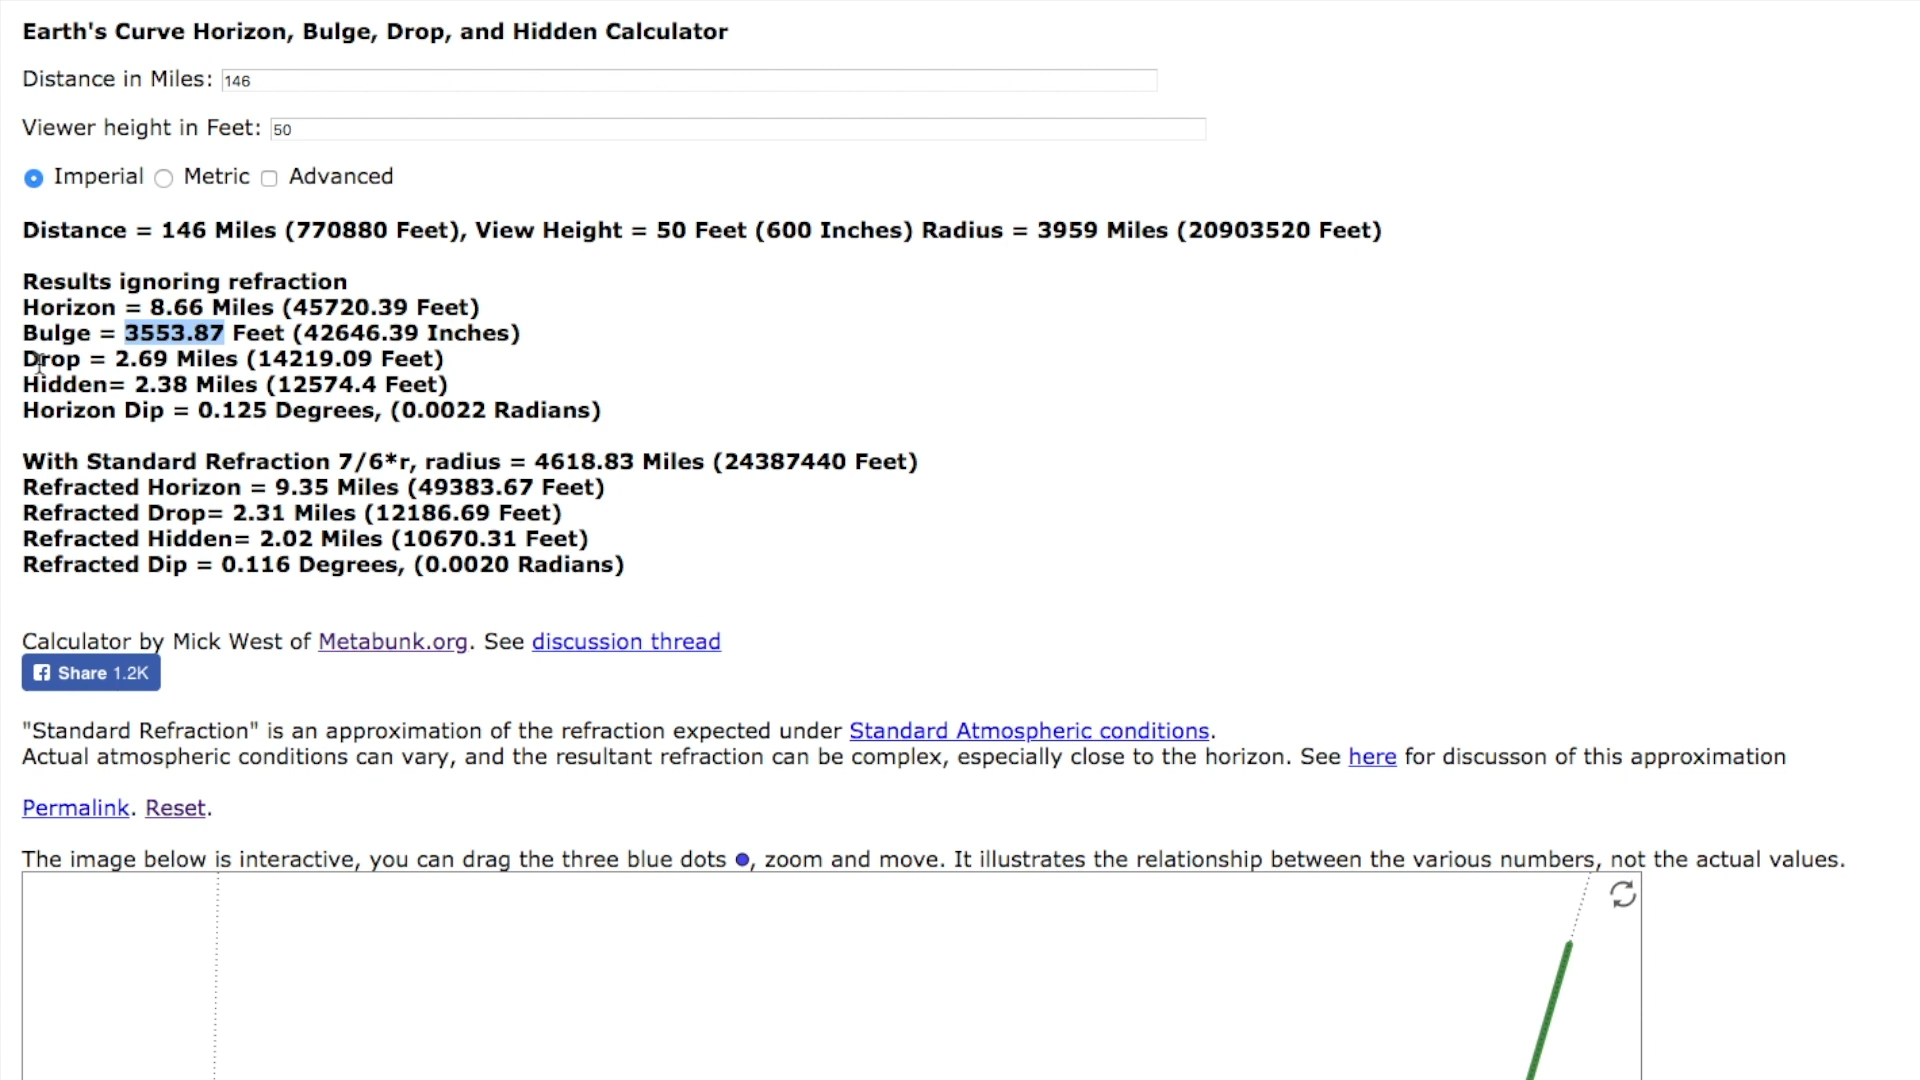 Earth's Curve Horizon, Bulge, Drop, and Hidden Calculator
Distance in Miles: 146
Viewer height in Feet: 50
Imperial Metric Advanced
Distance = 146 Miles (770880 Feet), View Height = 50 Feet (600 Inches) Radius = 3959 Miles (20903520 Feet)
Results ignoring refraction
Horizon = 8.66 Miles (45720.39 Feet)
Bulge = 3553.87 Feet (42646.39 Inches)
Drop = 2.69 Miles (14219.09 Feet)
Hidden= 2.38 Miles (12574.4 Feet)
Horizon Dip = 0.125 Degrees, (0.0022 Radians)
With Standard Refraction 7/6*r, radius = 4618.83 Miles (24387440 Feet)
Refracted Horizon = 9.35 Miles (49383.67 Feet)
Refracted Drop= 2.31 Miles (12186.69 Feet)
Refracted Hidden= 2.02 Miles (10670.31 Feet)
Refracted Dip = 0.116 Degrees, (0.0020 Radians)
Calculator by Mick West of Metabunk.org. See discussion thread
Share 1.2K
"Standard Refraction" is an approximation of the refraction expected under Standard Atmospheric conditions.
Actual atmospheric conditions can vary, and the resultant refraction can be complex, especially close to the horizon. See here for discusson of this approximation
Permalink. Reset.
The image below is interactive, you can drag the three blue dots , zoom and move. It illustrates the relationship between the various numbers, not the actual values.